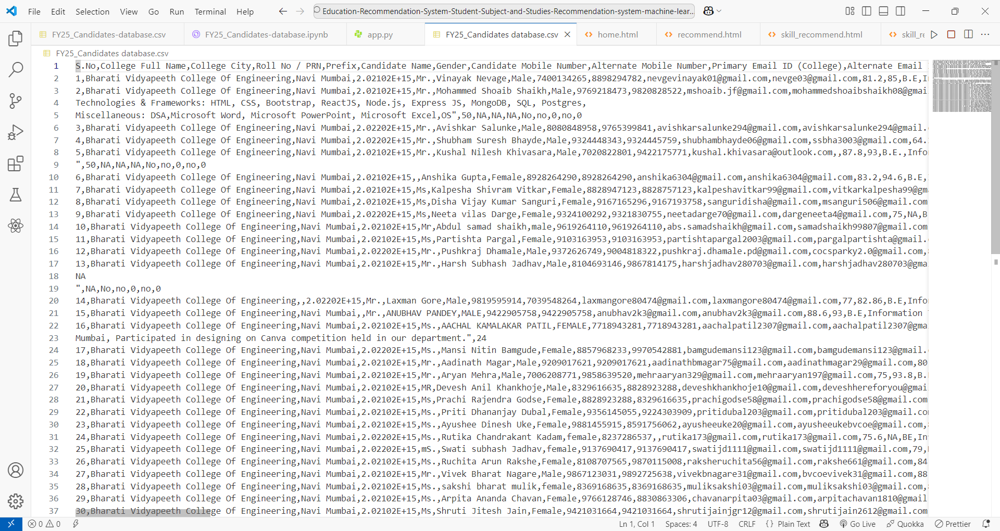 File Edit Selection View Go Run Terminal Help
Education-Recommendation-System-Student-Subject-and-Studies-Recommendation-system-machine-lear...
FY25_Candidates-database.csv FY25_Candidates-database.ipynb app.py FY25_Candidates database.csv home.html recommend.html skill_recommend.html skill_re
FY25_Candidates database.csv
1 S.No,College Full Name,College City,Roll No / PRN,Prefix,Candidate Name,Gender,Candidate Mobile Number,Alternate Mobile Number,Primary Email ID (College),Alternate Email
2 1,Bharati Vidyapeeth College Of Engineering,Navi Mumbai,2.02102E+15,Mr.,Vinayak Nevage,Male,7400134265,8898294782,nevgevinayak01@gmail.com,nevge03@gmail.com,81.2,85,B.E,I
3 2,Bharati Vidyapeeth College Of Engineering,Navi Mumbai,2.02102E+15,Mr.,Mohammed Shoaib Shaikh,Male,9769218473,9820828522,mshoaib.jf@gmail.com,mohammedshoaibshaikh08@gmai
4 Technologies & Frameworks: HTML, CSS, Bootstrap, ReactJS, Node.js, Express JS, MongoDB, SQL, Postgres,
5 Miscellaneous: DSA,Microsoft Word, Microsoft PowerPoint, Microsoft Excel,OS",50,NA,NA,NA,No,no,0,no,0
6 3,Bharati Vidyapeeth College Of Engineering,Navi Mumbai,2.02202E+15,Mr.,Avishkar Salunke,Male,8080848958,9765399841,avishkarsalunke294@gmail.com,avishkarsalunke294@gmail.
7 4,Bharati Vidyapeeth College Of Engineering,Navi Mumbai,2.02202E+15,Mr.,Shubham Suresh Bhayde,Male,9324448343,9324445759,shubhambhayde06@gmail.com,ssbha3003@gmail.com,64.
8 5,Bharati Vidyapeeth College Of Engineering,Navi Mumbai,2.02102E+15,Mr.,Kushal Nilesh Khivasara,Male,7020822801,9422175771,kushal.khivasara@outlook.com,,87.8,93,B.E.,Info
9 ",50,NA,NA,NA,No,no,0,no,0
10 6,Bharati Vidyapeeth College Of Engineering,Navi Mumbai,2.02102E+15,,Anshika Gupta,Female,8928264290,8928264290,anshika6304@gmail.com,anshika6304@gmail.com,83.2,94.6,B.E,
11 7,Bharati Vidyapeeth College Of Engineering,Navi Mumbai,2.02102E+15,Ms,Kalpesha Shivram Vitkar,Female,8828947123,8828757123,kalpeshavitkar99@gmail.com,vitkarkalpesha99@gm
12 8,Bharati Vidyapeeth College Of Engineering,Navi Mumbai,2.02102E+15,Ms,Disha Vijay Kumar Sanguri,Female,9167165296,9167193758,sanguridisha@gmail.com,msanguri506@gmail.com
13 9,Bharati Vidyapeeth College Of Engineering,Navi Mumbai,2.02202E+15,Ms,Neeta vilas Darge,Female,9324100292,9321830755,neetadarge70@gmail.com,dargeneeta4@gmail.com,75,NA,B
14 10,Bharati Vidyapeeth College Of Engineering,Navi Mumbai,2.02102E+15,Mr,Abdul samad shaikh,male,9619264110,9619264110,abs.samadshaikh@gmail.com,samadshaikh99807@gmail.com
15 11,Bharati Vidyapeeth College Of Engineering,Navi Mumbai,2.02102E+15,Ms,Partishta Pargal,Female,9103163953,9103163953,partishtapargal2003@gmail.com,pargalpartishta@gmail.
16 12,Bharati Vidyapeeth College Of Engineering,Navi Mumbai,2.02202E+15,Mr.,Pushkraj Dhamale,Male,9372626749,9004818322,pushkraj.dhamale.pd@gmail.com,cocsparky2.0@gmail.com,
17 13,Bharati Vidyapeeth College Of Engineering,Navi Mumbai,2.02102E+15,Mr.,Harsh Subhash Jadhav,Male,8104693146,9867814175,harshjadhav280703@gmail.com,harshjadhav280703@gma
18 NA
19 ",NA,No,no,0,no,0
20 14,Bharati Vidyapeeth College Of Engineering,,2.02202E+15,Mr.,Laxman Gore,Male,9819595914,7039548264,laxmangore80474@gmail.com,laxmangore80474@gmail.com,77,82.86,B.E,Info
21 15,Bharati Vidyapeeth College Of Engineering,Navi Mumbai,,Mr.,ANUBHAV PANDEY,MALE,9422905758,9422905758,anubhav2k3@gmail.com,anubhav2k3@gmail.com,88.6,93,B.E,Information
22 16,Bharati Vidyapeeth College Of Engineering,Navi Mumbai,2.02102E+15,Ms.,AACHAL KAMALAKAR PATIL,FEMALE,7718943281,7718943281,aachalpatil2307@gmail.com,aachalpatil2307@gma
23 Mumbai, Participated in designing on Canva competition held in our department.",24
24 17,Bharati Vidyapeeth College Of Engineering,Navi Mumbai,2.02202E+15,Ms.,Mansi Nitin Bamgude,Female,8857968233,9970542881,bamgudemansi123@gmail.com,bamgudemansi123@gmail.
25 18,Bharati Vidyapeeth College Of Engineering,Navi Mumbai,2.02102E+15,Mr.,Aadinath Magar,Male,9209017621,9209017621,aadinathbmagar75@gmail.com,aadinathmagar29@gmail.com,80
26 19,Bharati Vidyapeeth College Of Engineering,Navi Mumbai,2.02102E+15,Mr.,Aryan Mehra,Male,7006208771,9858639520,mehraaryan329@gmail.com,mehraaryan197@gmail.com,75,93.8,B.
27 20,Bharati Vidyapeeth College Of Engineering,Navi Mumbai,2.02102E+15,MR,Devesh Anil Khankhoje,Male,8329616635,8828923288,deveshkhankhoje10@gmail.com,deveshhereforyou@gmai
28 21,Bharati Vidyapeeth College Of Engineering,Navi Mumbai,2.02102E+15,Ms,Prachi Rajendra Godse,Female,8828923288,8329616635,prachigodse58@gmail.com,prachigodse58@gmail.com
29 22,Bharati Vidyapeeth College Of Engineering,Navi Mumbai,2.02102E+15,Ms.,Priti Dhananjay Dubal,Female,9356145055,9224303909,pritidubal203@gmail.com,pritidubal203@gmail.co
30 23,Bharati Vidyapeeth College Of Engineering,Navi Mumbai,2.02102E+15,Ms.,Ayushee Dinesh Uke,Female,9881455915,8591756062,ayusheeuke20@gmail.com,ayusheeukebvcoe@gmail.com,
31 24,Bharati Vidyapeeth College Of Engineering,Navi Mumbai,2.02202E+15,Ms.,Rutika Chandrakant Kadam,female,8237286537,,rutika173@gmail.com,rutika173@gmail.com,75.6,NA,BE,In
32 25,Bharati Vidyapeeth College Of Engineering,Navi Mumbai,2.02202E+15,mS.,Swati subhash Jadhav,female,9137690417,9137690417,swatijd1111@gmail.com,swatijd1111@gmail.com,79,
33 26,Bharati Vidyapeeth College Of Engineering,Navi Mumbai,2.02102E+15,Ms.,Ruchita Arun Rakshe,Female,8108707565,9870115008,raksheruchita56@gmail.com,rakshe661@gmail.com,84
34 27,Bharati Vidyapeeth College Of Engineering,Navi Mumbai,2.02102E+15,Mr.,Vivek Bharat Nagare,Male,9867123031,9892725638,vivekbnagare31@gmail.com,bvcoevivek31@gmail.com,88
35 28,Bharati Vidyapeeth College Of Engineering,Navi Mumbai,2.02102E+15,Ms.,sakshi bharat mulik,female,8369168635,8369168635,muliksakshi03@gmail.com,muliksakshi03@gmail.com,
36 29,Bharati Vidyapeeth College Of Engineering,Navi Mumbai,2.02102E+15,Ms.,Arpita Ananda Chavan,Female,9766128746,8830863306,chavanarpita03@gmail.com,arpitachavan1810@gmail
37 30,Bharati Vidyapeeth College Of Engineering,Navi Mumbai,2.02102E+15,Ms,Shruti Jitesh Jain,Female,9421031664,9421031664,shrutijainjgr12@gmail.com,shrutijain2612@gmail.com
0 0 Ln 1, Col 1 Spaces: 4 UTF-8 CRLF {} Plain Text Go Live Quokka Prettier